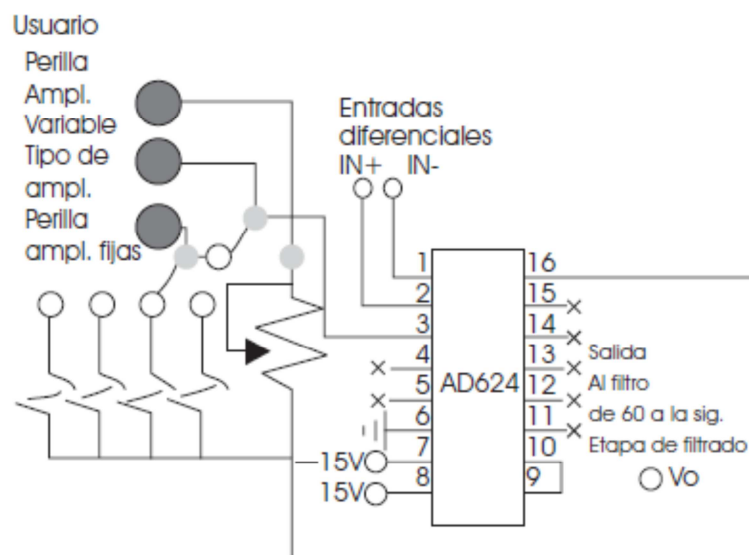 Usuario
Perilla
Ampl.
Variable
Tipo de
ampl.
Perilla
ampl. fijas
Entradas
diferenciales
IN+ IN-
1 16
2 15
3 14
4 13 Salida
5 AD624 12 Al filtro
6 11 de 60 a la sig.
7 10 Etapa de filtrado
—15V
8 9 Vo
15V